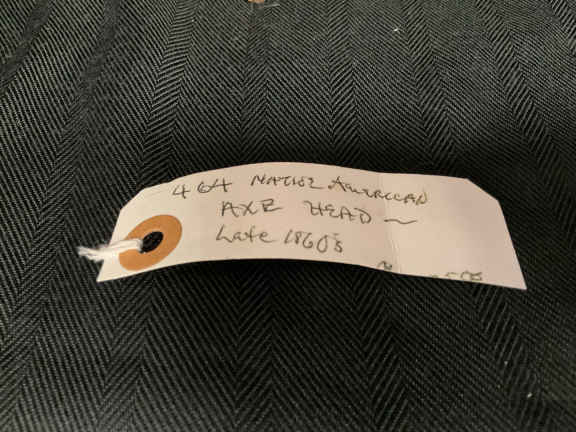 464 NATIVE AMERICAN
AXE HEAD ~
Late 1860's